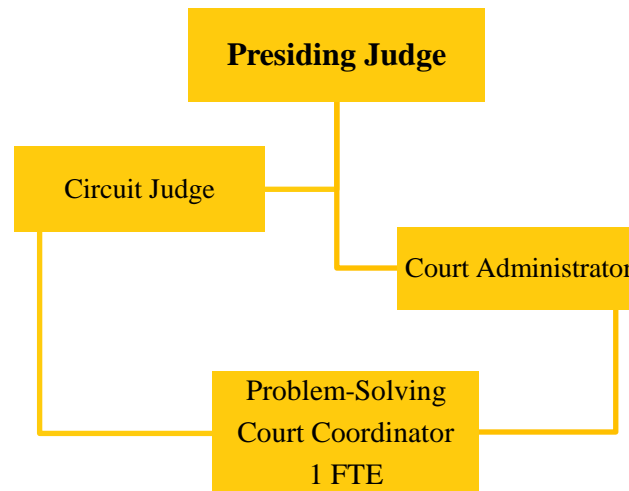 Presiding Judge
Circuit Judge
Court Administrator
Problem-Solving
Court Coordinator
1 FTE